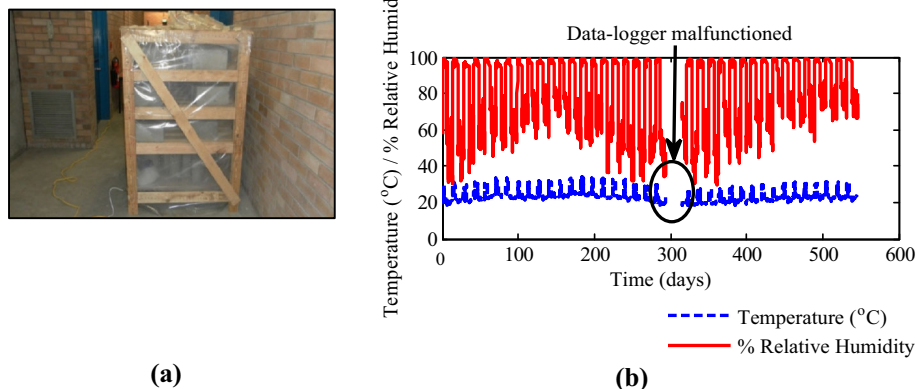 Data-logger malfunctioned
Temperature (°C) / % Relative Humid
100
80
60
40
20
0
0 100 200 300 400 500 600
Time (days)
Temperature (°C)
% Relative Humidity
(a)
(b)